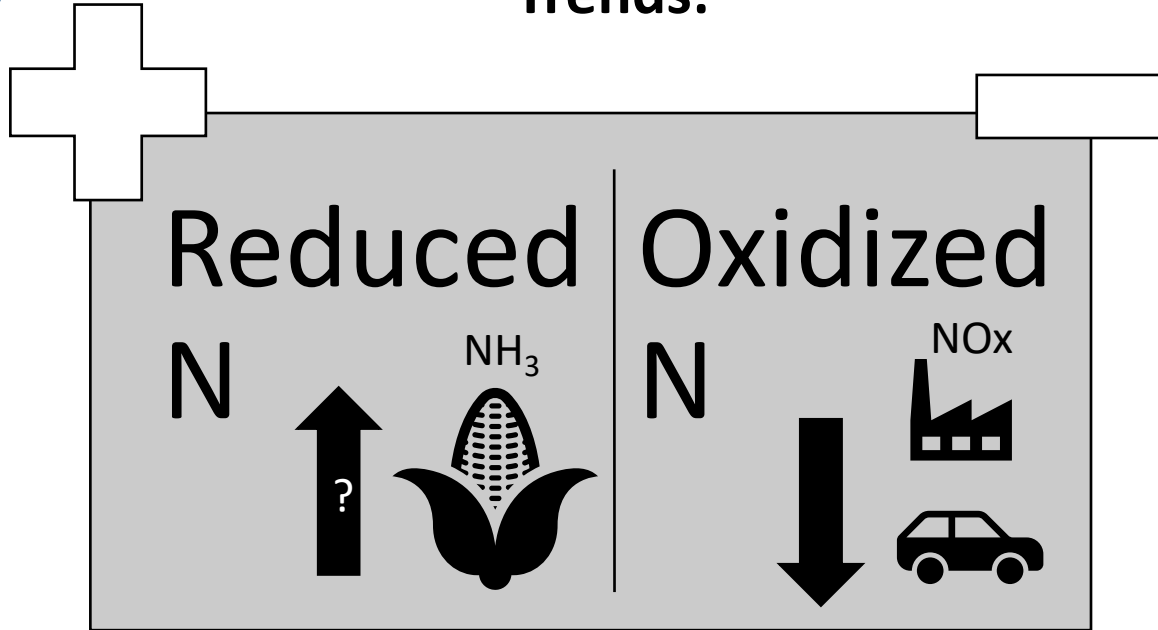 Trends:
Reduced
N
NH₃
?
Oxidized
N
NOx